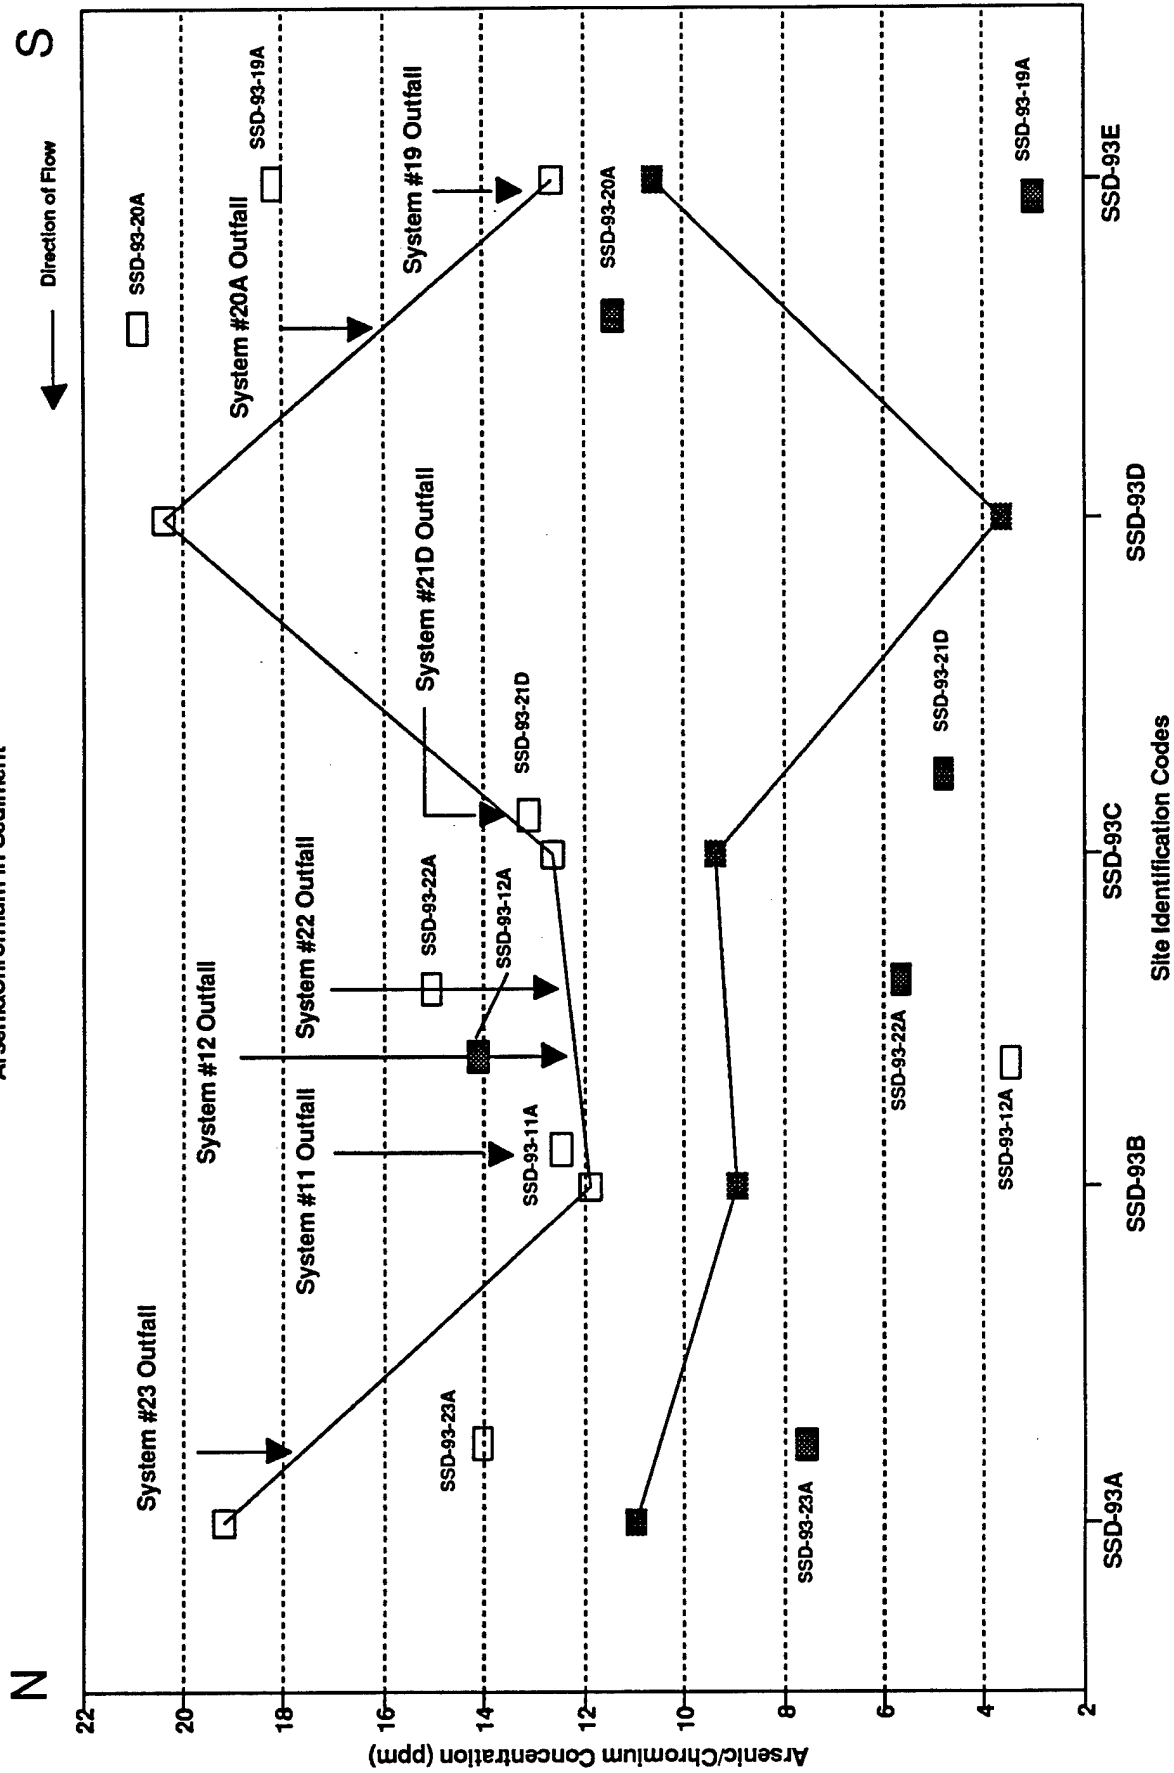 N
S
Direction of Flow
SSD-93-20A
SSD-93-19A
System #20A Outfall
System #19 Outfall
System #23 Outfall
System #12 Outfall
System #11 Outfall
System #22 Outfall
System #21D Outfall
SSD-93-23A
SSD-93-11A
SSD-93-22A
SSD-93-12A
SSD-93-21D
SSD-93-20A
SSD-93-23A
SSD-93-22A
SSD-93-12A
SSD-93-21D
SSD-93-19A
Arsenic/Chromium Concentration (ppm)
22
20
18
16
14
12
10
8
6
4
2
SSD-93A
SSD-93B
SSD-93C
SSD-93D
SSD-93E
Site Identification Codes